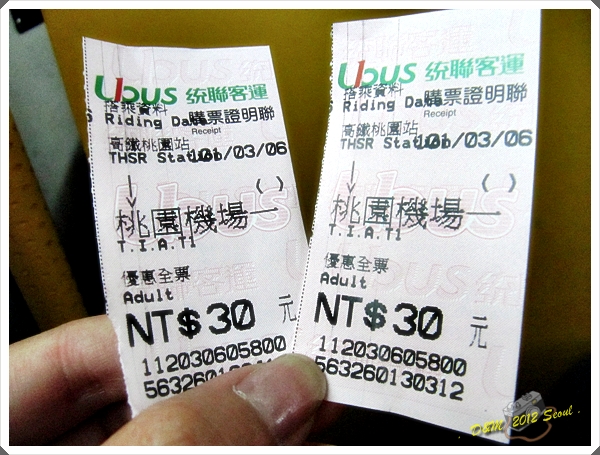 Ubus 統聯客運
搭乘資料 購票證明聯
Riding Data Receipt
高鐵桃園站
THSR Station 101/03/06
( )
桃園機場
T.I.A.T1
優惠全票
Adult
NT$30 元
112030605800
563260130
Ubus 統聯客運
搭乘資料 購票證明聯
Riding Data Receipt
高鐵桃園站
THSR Station 101/03/06
( )
桃園機場
T.I.A.T1
優惠全票
Adult
NT$30 元
112030605800
563260130312
D&M 2012 Seoul.